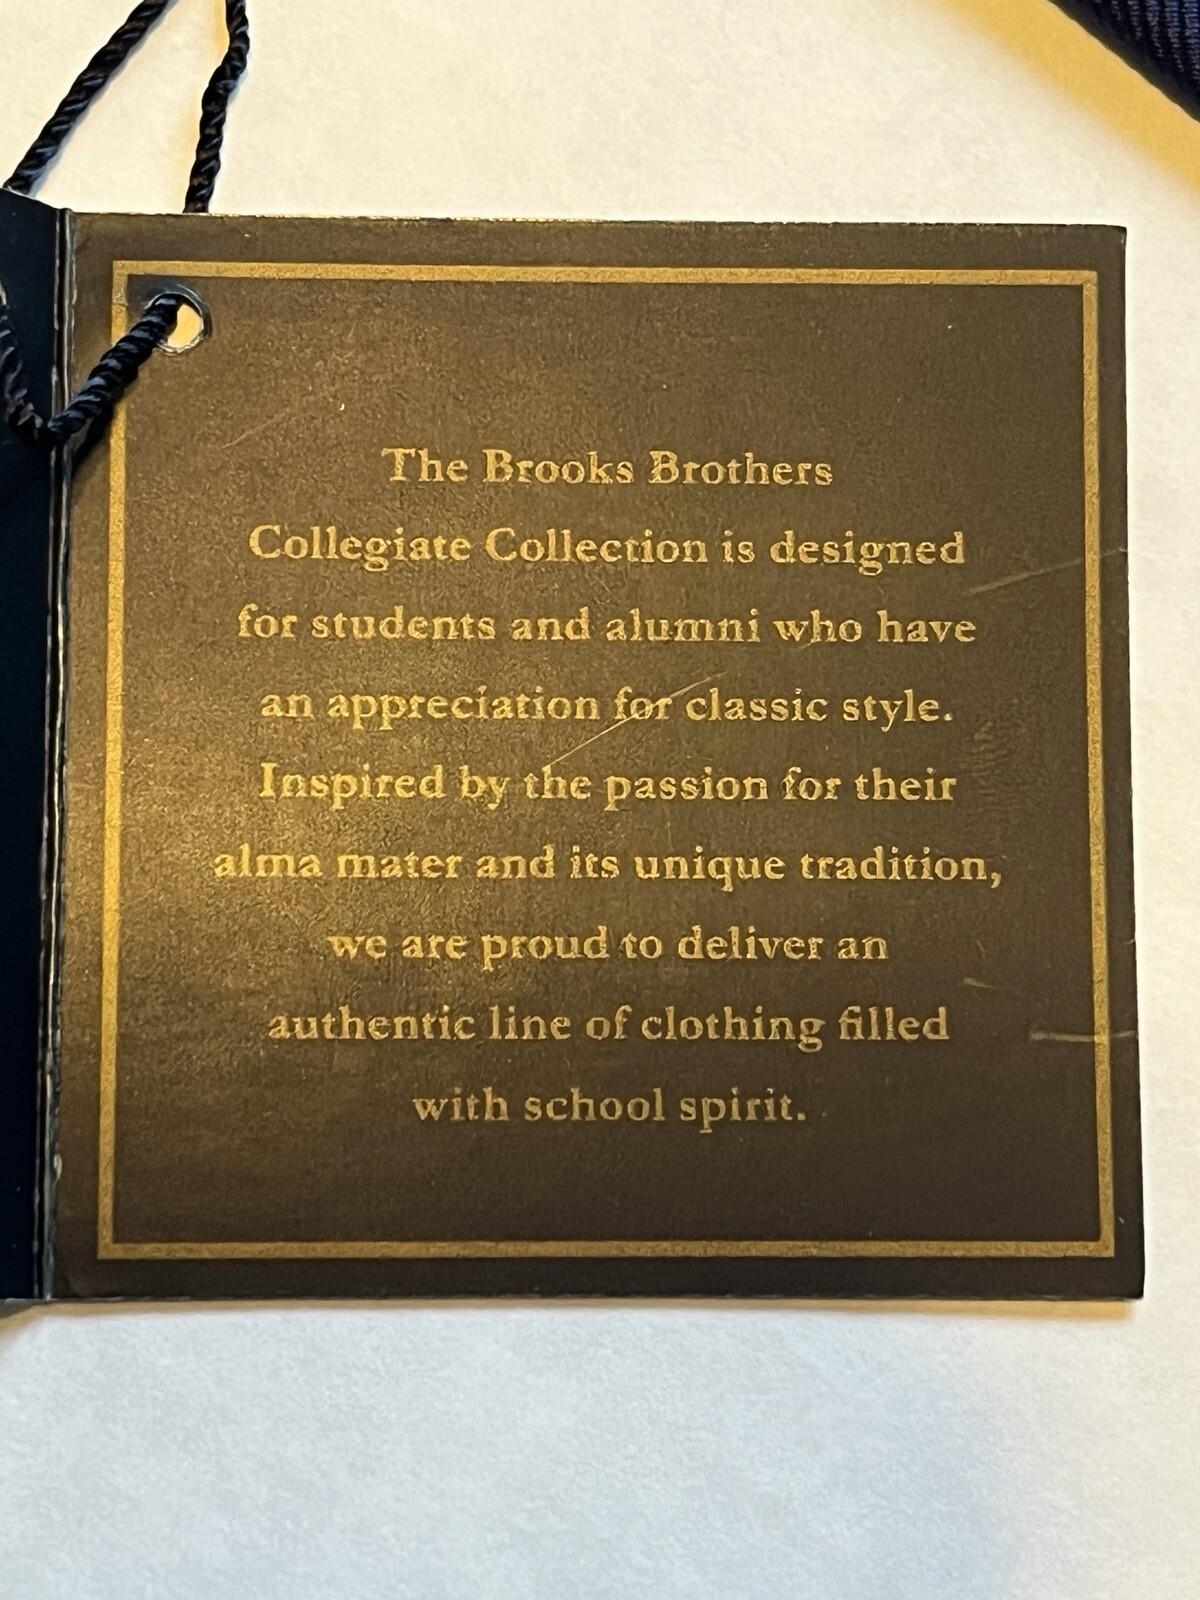 The Brooks Brothers
Collegiate Collection is designed
for students and alumni who have
an appreciation for classic style.
Inspired by the passion for their
alma mater and its unique tradition,
we are proud to deliver an
authentic line of clothing filled
with school spirit.